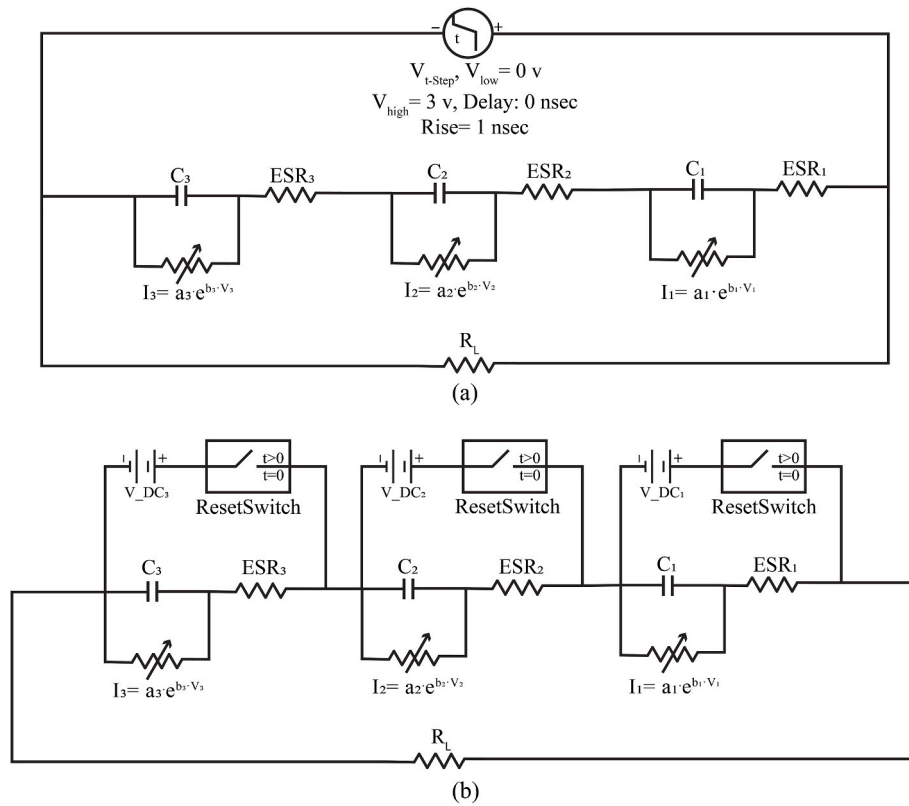 − t +
V_t-Step, V_low= 0 v
V_high= 3 v, Delay: 0 nsec
Rise= 1 nsec
C₃ ESR₃ C₂ ESR₂ C₁ ESR₁
I₃= a₃·e^b₃·V₃ I₂= a₂·e^b₂·V₂ I₁= a₁·e^b₁·V₁
R_L
(a)
− + t>0 − + t>0 − + t>0
V_DC₃ t=0 V_DC₂ t=0 V_DC₁ t=0
ResetSwitch ResetSwitch ResetSwitch
C₃ ESR₃ C₂ ESR₂ C₁ ESR₁
I₃= a₃·e^b₃·V₃ I₂= a₂·e^b₂·V₂ I₁= a₁·e^b₁·V₁
R_L
(b)